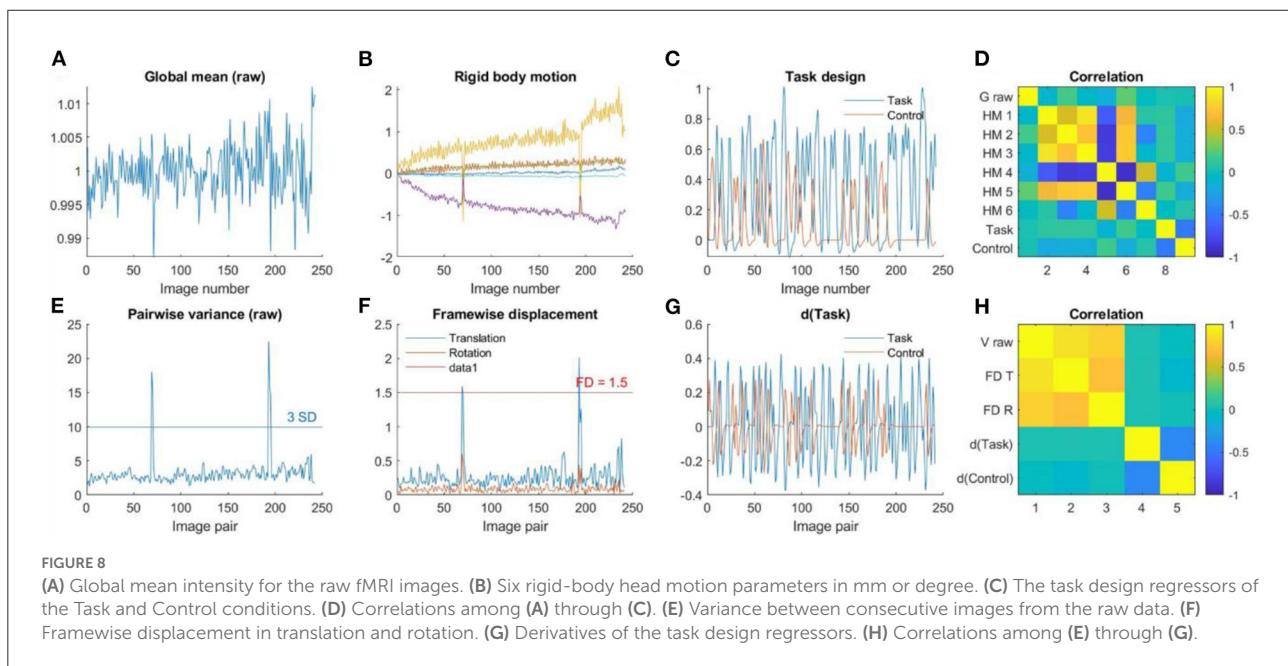 A
Global mean (raw)
1.01
1.005
1
0.995
0.99
0 50 100 150 200 250
Image number
B
Rigid body motion
2
1
0
-1
-2
0 50 100 150 200 250
Image number
C
Task design
Task
Control
1
0.8
0.6
0.4
0.2
0
0 50 100 150 200 250
Image number
D
Correlation
G raw
HM 1
HM 2
HM 3
HM 4
HM 5
HM 6
Task
Control
2 4 6 8
1
0.5
0
-0.5
-1
E
Pairwise variance (raw)
25
20
15
10
5
0
3 SD
0 50 100 150 200 250
Image pair
F
Framewise displacement
2.5
2
1.5
1
0.5
0
Translation
Rotation
data1
FD = 1.5
0 50 100 150 200 250
Image pair
G
d(Task)
Task
Control
0.6
0.4
0.2
0
-0.2
-0.4
0 50 100 150 200 250
Image pair
H
Correlation
V raw
FD T
FD R
d(Task)
d(Control)
1 2 3 4 5
1
0.5
0
-0.5
-1
FIGURE 8
(A) Global mean intensity for the raw fMRI images. (B) Six rigid-body head motion parameters in mm or degree. (C) The task design regressors of
the Task and Control conditions. (D) Correlations among (A) through (C). (E) Variance between consecutive images from the raw data. (F)
Framewise displacement in translation and rotation. (G) Derivatives of the task design regressors. (H) Correlations among (E) through (G).